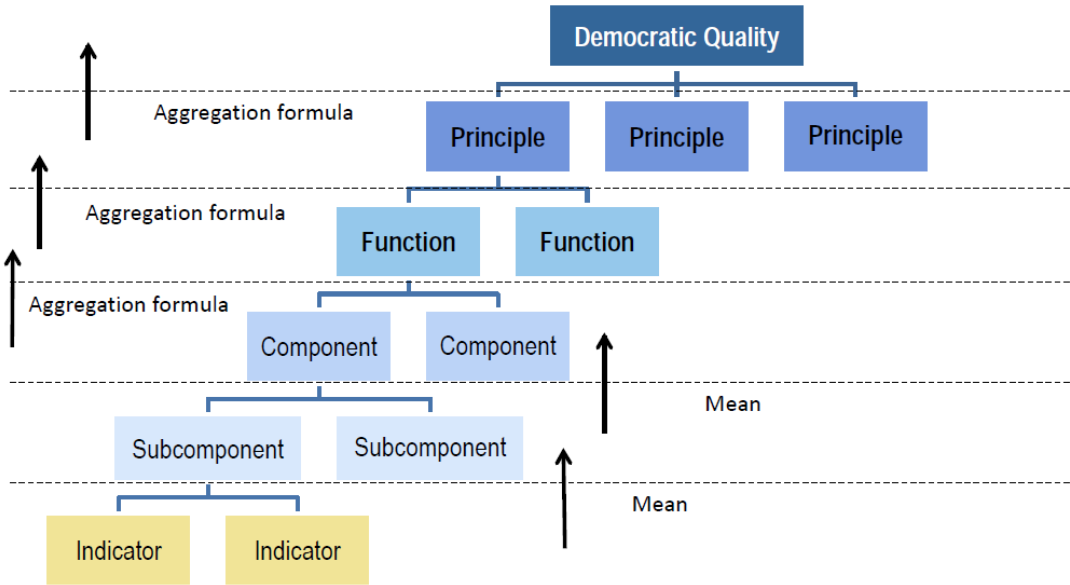 Democratic Quality
Aggregation formula
Principle
Principle
Principle
Aggregation formula
Function
Function
Aggregation formula
Component
Component
Mean
Subcomponent
Subcomponent
Mean
Indicator
Indicator